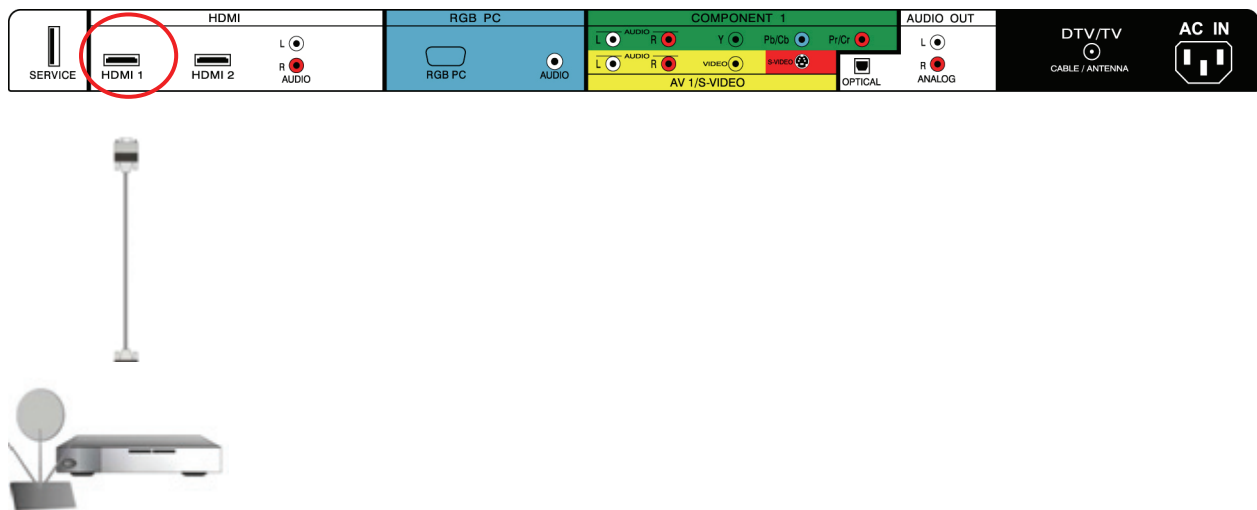 SERVICE
HDMI
HDMI 1
HDMI 2
L
R
AUDIO
RGB PC
RGB PC
AUDIO
COMPONENT 1
L AUDIO R Y Pb/Cb Pr/Cr
L AUDIO R VIDEO S-VIDEO
AV 1/S-VIDEO
OPTICAL
AUDIO OUT
L
R
ANALOG
DTV/TV
CABLE / ANTENNA
AC IN